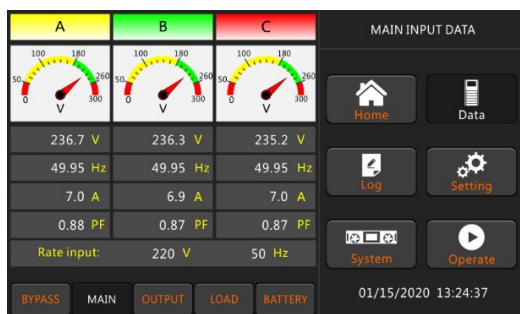 A B C
MAIN INPUT DATA
100 180 100 180 100 180
50 260 50 260 50 260
0 300 0 300 0 300
V V V
Home Data
236.7 V 236.3 V 235.2 V
49.95 Hz 49.95 Hz 49.95 Hz
Log Setting
7.0 A 6.9 A 7.0 A
0.88 PF 0.87 PF 0.87 PF
Rate input: 220 V 50 Hz
System Operate
BYPASS MAIN OUTPUT LOAD BATTERY
01/15/2020 13:24:37